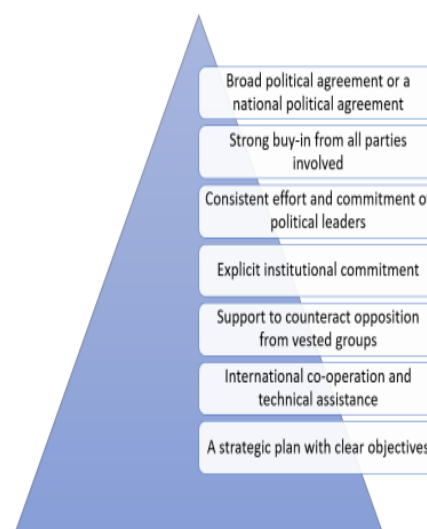 Broad political agreement or a
national political agreement
Strong buy-in from all parties
involved
Consistent effort and commitment o
political leaders
Explicit institutional commitment
Support to counteract opposition
from vested groups
International co-operation and
technical assistance
A strategic plan with clear objectives